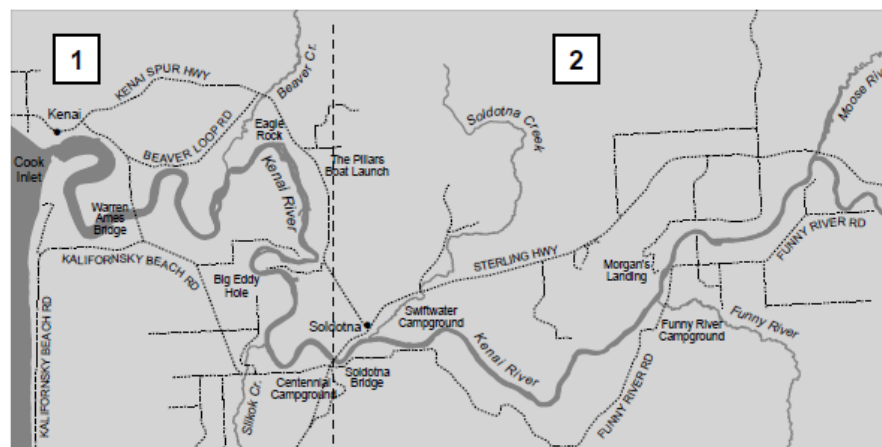 1
2
KENAI SPUR HWY
Beaver Cr.
Moose Riv
Kenai
Soldotna Creek
Eagle
Rock
BEAVER LOOP RD
Cook
Inlet
The Pillars
Boat Launch
Kenai River
Warren
Ames
Bridge
KALIFORNSKY BEACH RD
STERLING HWY
FUNNY RIVER RD
Morgan's
Landing
Big Eddy
Hole
KALIFORNSKY BEACH RD
Soldotna
Swiftwater
Campground
Funny River
Funny River
Campground
Kenai River
Soldotna
Bridge
Centennial
Campground
Slikok Cr.
FUNNY RIVER RD